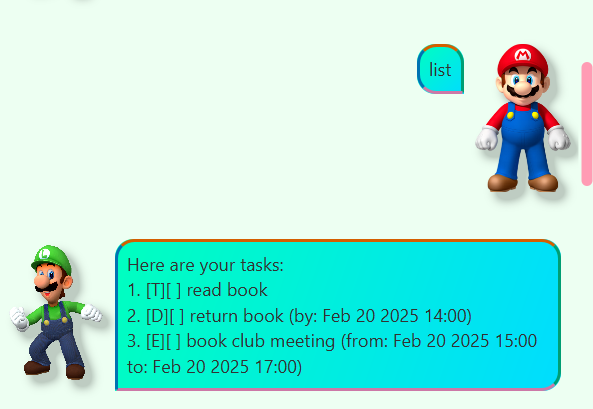 list
M
L
Here are your tasks:
1. [T][ ] read book
2. [D][ ] return book (by: Feb 20 2025 14:00)
3. [E][ ] book club meeting (from: Feb 20 2025 15:00
to: Feb 20 2025 17:00)